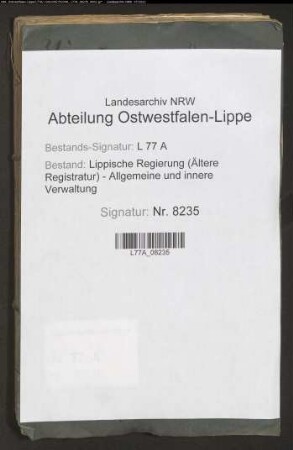 Landesarchiv NRW
Abteilung Ostwestfalen-Lippe
Bestands-Signatur: L 77 A
Bestand: Lippische Regierung (Ältere
Registratur) - Allgemeine und innere
Verwaltung
Signatur: Nr. 8235
L77A_08235